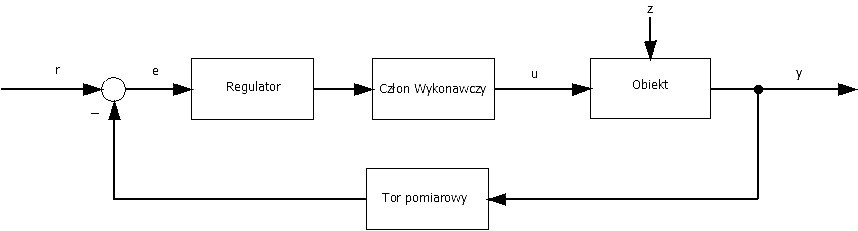 z
r
e
Regulator
Człon Wykonawczy
u
Obiekt
y
–
Tor pomiarowy